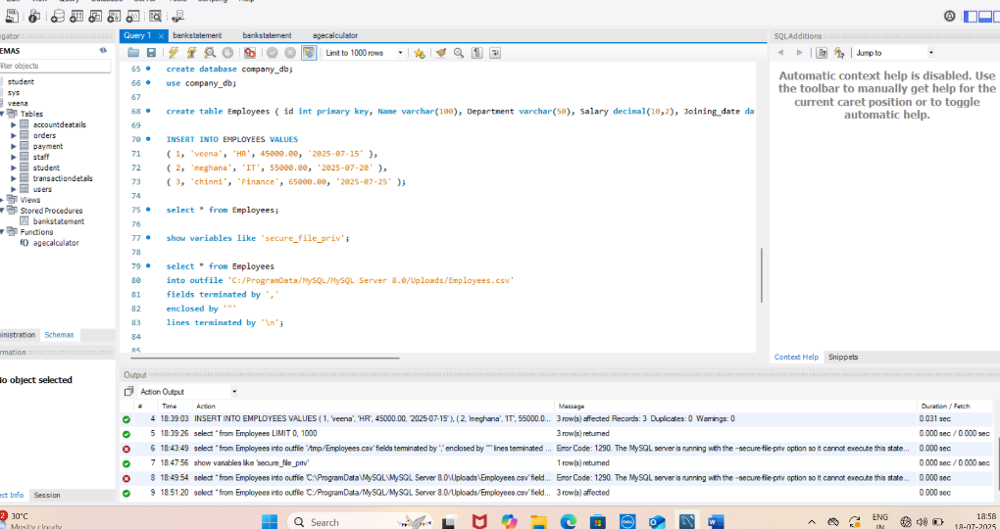 Query 1
bankstatement
bankstatement
agecalculator
SQLAdditions
EMAS
filter objects
student
sys
veena
Tables
accountdeatails
orders
payment
staff
student
transactiondetails
users
Views
Stored Procedures
bankstatement
Functions
f() agecalculator
Schemas
No object selected
Session
Limit to 1000 rows
65 create database company_db;
66 use company_db;
67
68 create table Employees ( id int primary key, Name varchar(100), Department varchar(50), Salary decimal(10,2), Joining_date da
69
70 INSERT INTO EMPLOYEES VALUES
71 ( 1, 'veena', 'HR', 45000.00, '2025-07-15' ),
72 ( 2, 'meghana', 'IT', 55000.00, '2025-07-20' ),
73 ( 3, 'chinni', 'Finance', 65000.00, '2025-07-25' );
74
75 select * from Employees;
76
77 show variables like 'secure_file_priv';
78
79 select * from Employees
80 into outfile 'C:/ProgramData/MySQL/MySQL Server 8.0/Uploads/Employees.csv'
81 fields terminated by ','
82 enclosed by '"'
83 lines terminated by '\n';
84
85
Jump to
Automatic context help is disabled. Use
the toolbar to manually get help for the
current caret position or to toggle
automatic help.
Context Help
Snippets
Output
Action Output
# Time Action Message Duration / Fetch
4 18:39:03 INSERT INTO EMPLOYEES VALUES ( 1, 'veena', 'HR', 45000.00, '2025-07-15' ), ( 2, 'meghana', 'IT', 55000.0... 3 row(s) affected Records: 3 Duplicates: 0 Warnings: 0 0.031 sec
5 18:39:26 select * from Employees LIMIT 0, 1000 3 row(s) returned 0.000 sec / 0.000 sec
6 18:43:49 select * from Employees into outfile '/tmp/Employees.csv' fields terminated by ',' enclosed by '"' lines terminated ... Error Code: 1290. The MySQL server is running with the --secure-file-priv option so it cannot execute this state... 0.000 sec
7 18:47:56 show variables like 'secure_file_priv' 1 row(s) returned 0.000 sec / 0.000 sec
8 18:49:54 select * from Employees into outfile 'C:\ProgramData\MySQL\MySQL Server 8.0\Uploads\Employees.csv' field... Error Code: 1290. The MySQL server is running with the --secure-file-priv option so it cannot execute this state... 0.000 sec
9 18:51:20 select * from Employees into outfile 'C:/ProgramData/MySQL/MySQL Server 8.0/Uploads/Employees.csv' field... 3 row(s) affected 0.000 sec
30°C
Mostly cloudy
Search
ENG
IN
18:58
18-07-2025